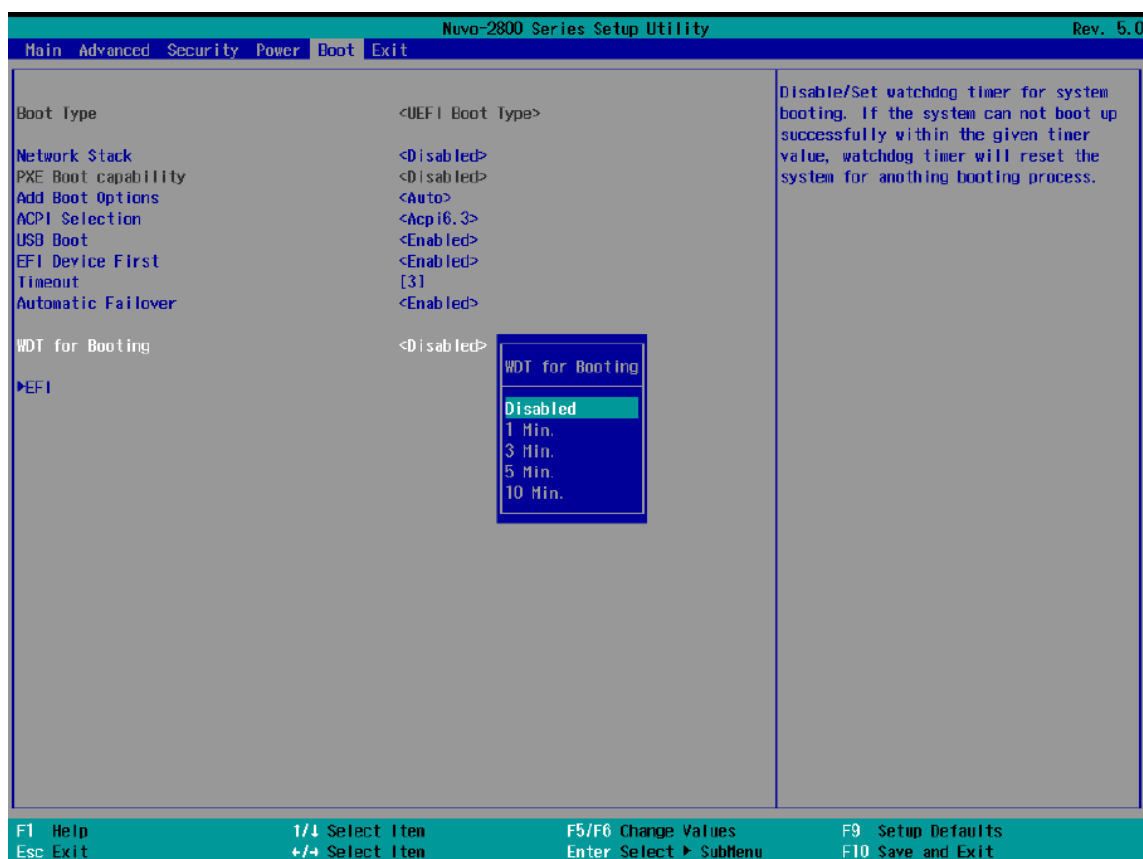 Nuvo-2800 Series Setup Utility Rev. 5.0
Main Advanced Security Power Boot Exit
Boot Type <UEFI Boot Type>
Network Stack <Disabled>
PXE Boot capability <Disabled>
Add Boot Options <Auto>
ACPI Selection <Acpi6.3>
USB Boot <Enabled>
EFI Device First <Enabled>
Timeout [3]
Automatic Failover <Enabled>
WDT for Booting <Disabled>
►EFI
WDT for Booting
Disabled
1 Min.
3 Min.
5 Min.
10 Min.
Disable/Set watchdog timer for system
booting. If the system can not boot up
successfully within the given timer
value, watchdog timer will reset the
system for anothing booting process.
F1 Help ↑/↓ Select Item F5/F6 Change Values F9 Setup Defaults
Esc Exit ←/→ Select Item Enter Select ► SubMenu F10 Save and Exit